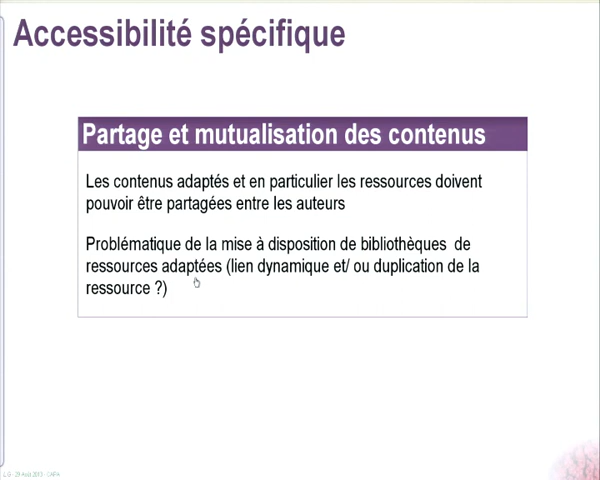 Accessibilité spécifique
Partage et mutualisation des contenus
Les contenus adaptés et en particulier les ressources doivent
pouvoir être partagées entre les auteurs
Problématique de la mise à disposition de bibliothèques de
ressources adaptées (lien dynamique et/ ou duplication de la
ressource ?)